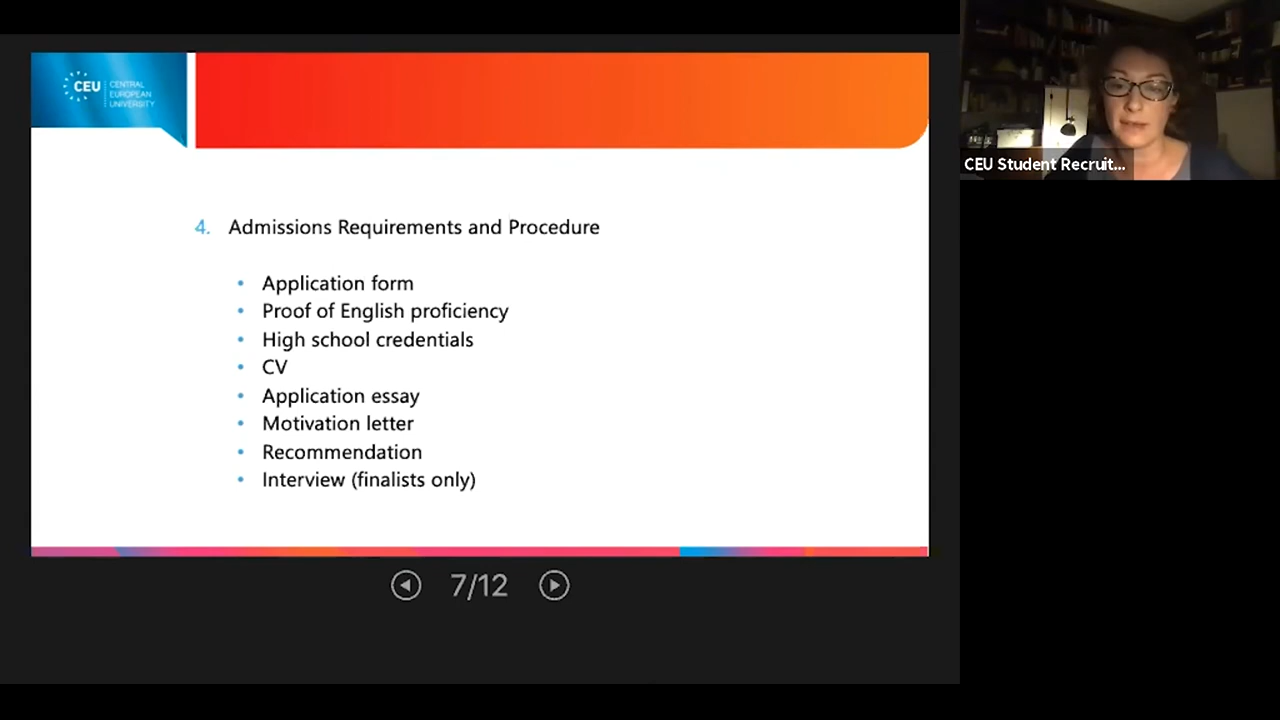 CEU
CENTRAL
EUROPEAN
UNIVERSITY
4. Admissions Requirements and Procedure
• Application form
• Proof of English proficiency
• High school credentials
• CV
• Application essay
• Motivation letter
• Recommendation
• Interview (finalists only)
7/12
CEU Student Recruit...